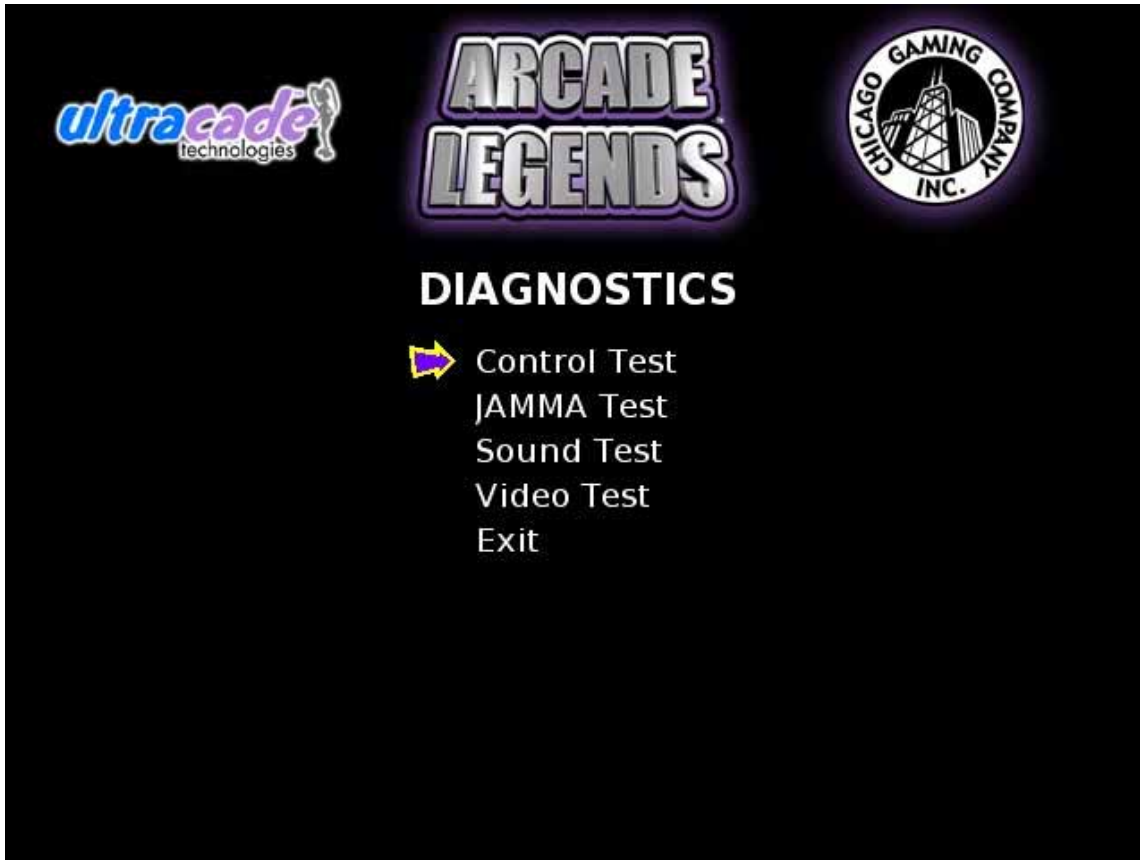 ultracade
technologies
ARCADE
LEGENDS
CHICAGO GAMING COMPANY
INC.
DIAGNOSTICS
Control Test
JAMMA Test
Sound Test
Video Test
Exit